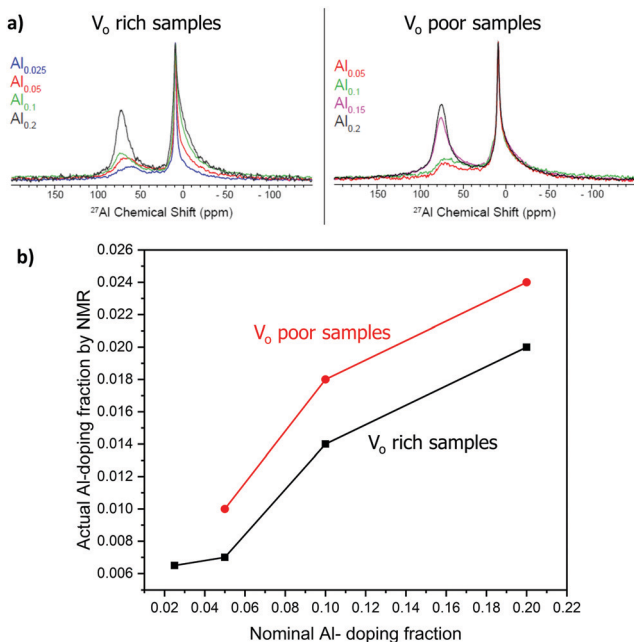 a)
V₀ rich samples
Al₀.₀₂₅
Al₀.₀₅
Al₀.₁
Al₀.₂
150 100 50 0 - 50 -100
²⁷Al Chemical Shift (ppm)
V₀ poor samples
Al₀.₀₅
Al₀.₁
Al₀.₁₅
Al₀.₂
150 100 50 0 - 50 -100
²⁷Al Chemical Shift (ppm)
b)
Actual Al-doping fraction by NMR
0.026
0.024
0.022
0.020
0.018
0.016
0.014
0.012
0.010
0.008
0.006
V₀ poor samples
V₀ rich samples
0.02 0.04 0.06 0.08 0.10 0.12 0.14 0.16 0.18 0.20 0.22
Nominal Al- doping fraction